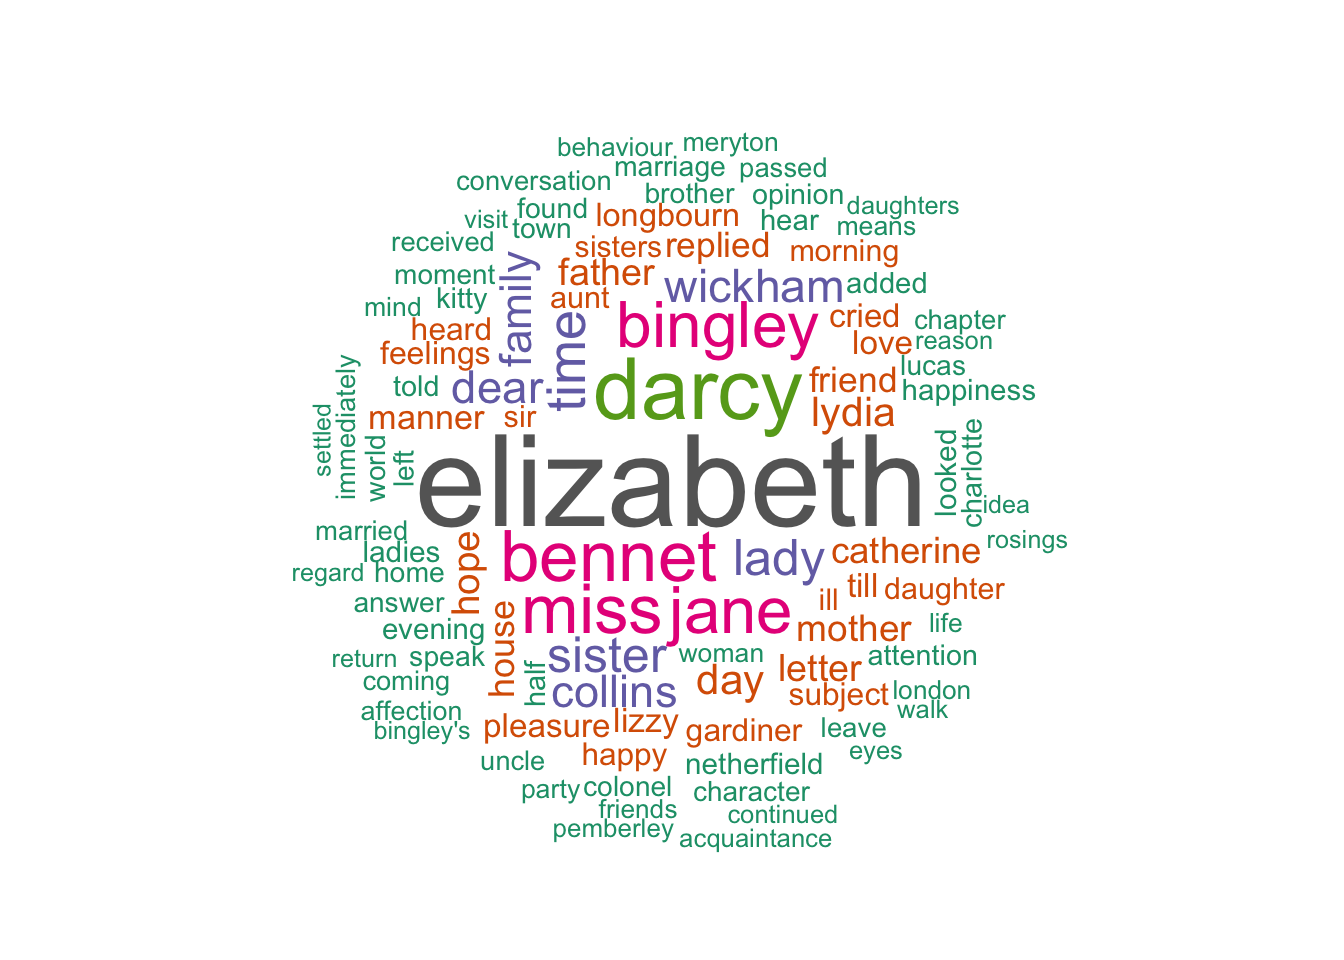 behaviour meryton
marriage passed
conversation brother opinion
found longbourn hear daughters
visit town means
received sisters replied morning
moment family father wickham added
mind kitty aunt bingley cried chapter
heard time love reason
feelings darcy friend lucas
told dear happiness
immediately manner sir lydia
settled world left elizabeth looked charlotte idea
married hope bennet lady catherine rosings
ladies
regard home ill till daughter
answer house miss jane mother life
evening
return speak half sister woman letter attention
coming collins day subject london
affection pleasure lizzy gardiner leave walk
bingley's happy eyes
uncle netherfield
party colonel character
friends continued
pemberley acquaintance